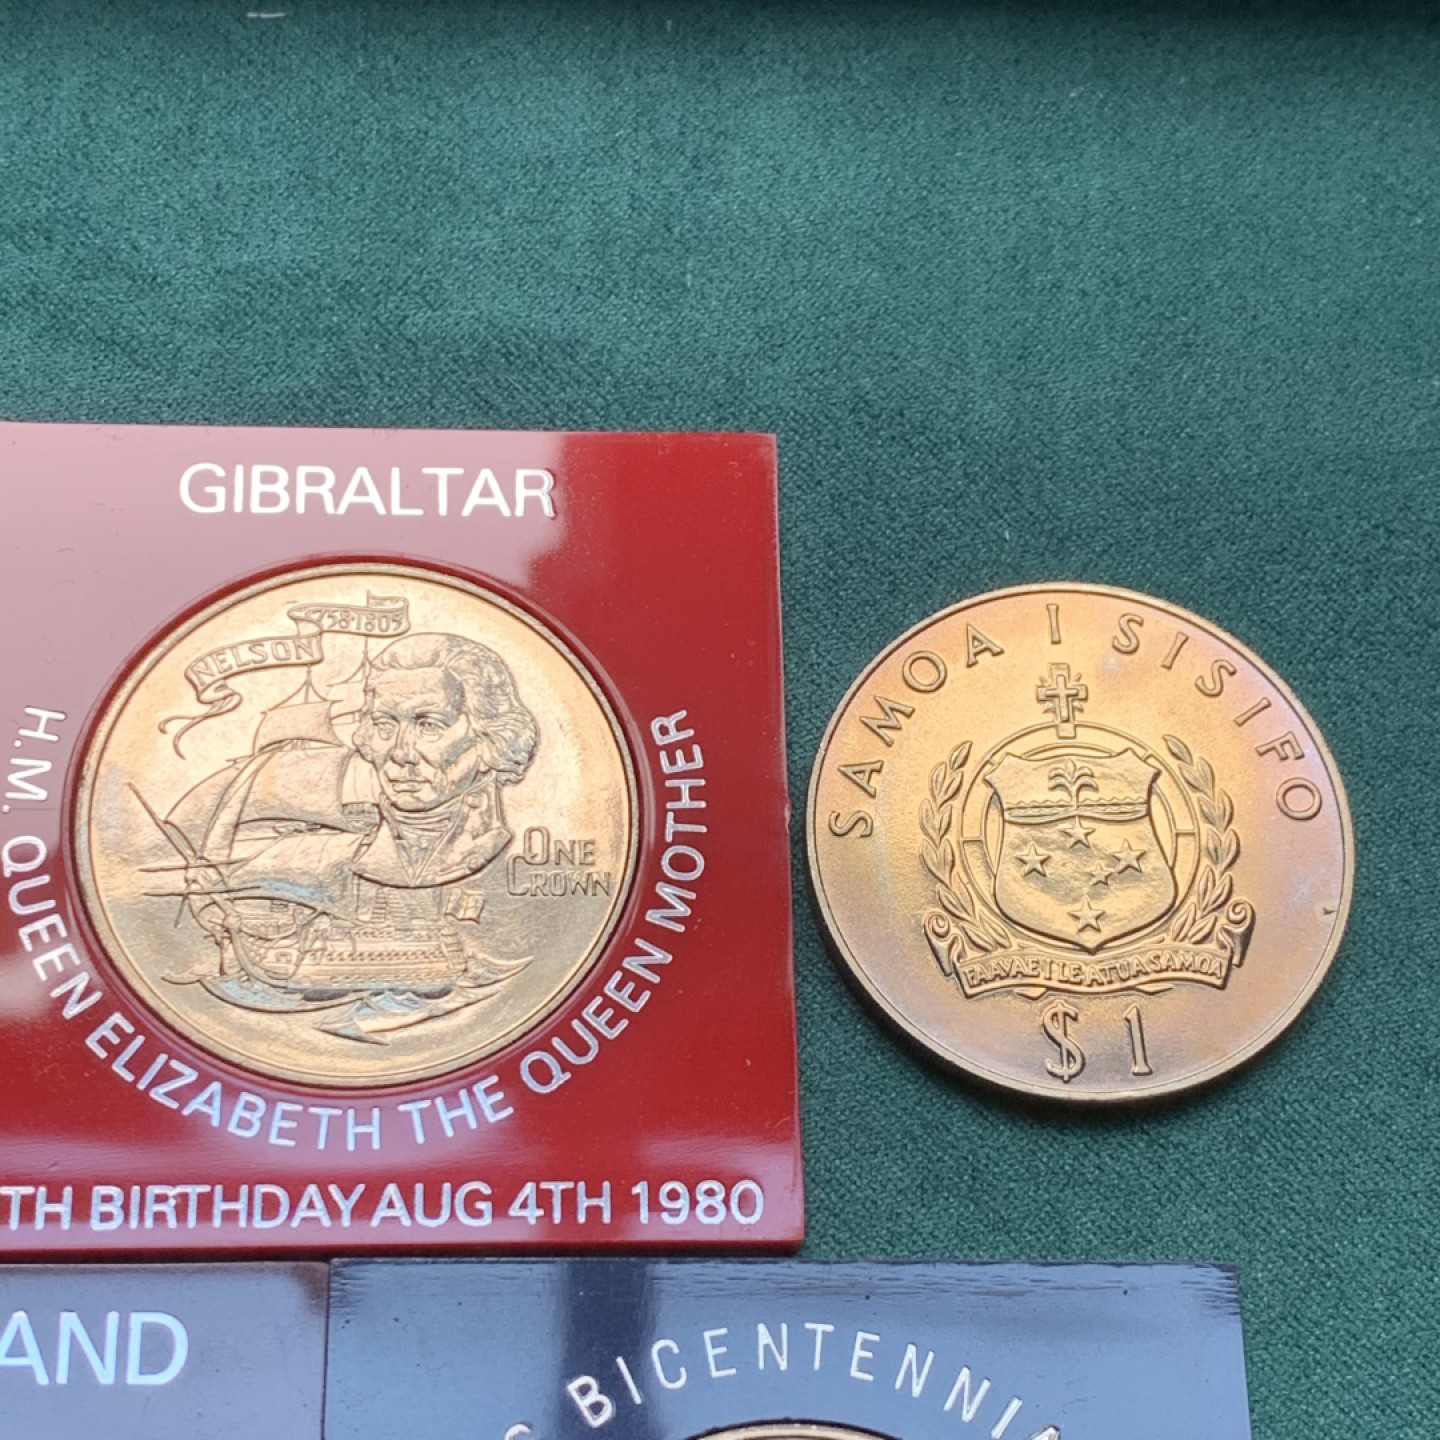 GIBRALTAR
NELSON
758·1805
ONE
CROWN
H.M. QUEEN ELIZABETH THE QUEEN MOTHER
TH BIRTHDAY AUG 4TH 1980
SAMOA I SISIFO
FAAVAE I LE ATUA SAMOA
$1
AND
S BICENTENNIA